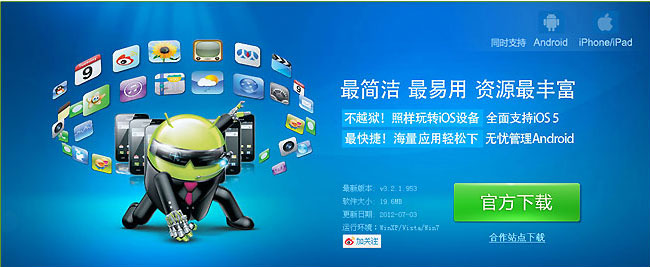 同时支持 Android iPhone/iPad
最简洁 最易用 资源最丰富
不越狱！照样玩转iOS设备 全面支持iOS 5
最快捷！海量应用轻松下 无忧管理Android
最新版本: v3.2.1.953
软件大小: 19.6MB
更新日期: 2012-07-03
运行环境: WinXP/Vista/Win7
加关注
官方下载
合作站点下载
9
9